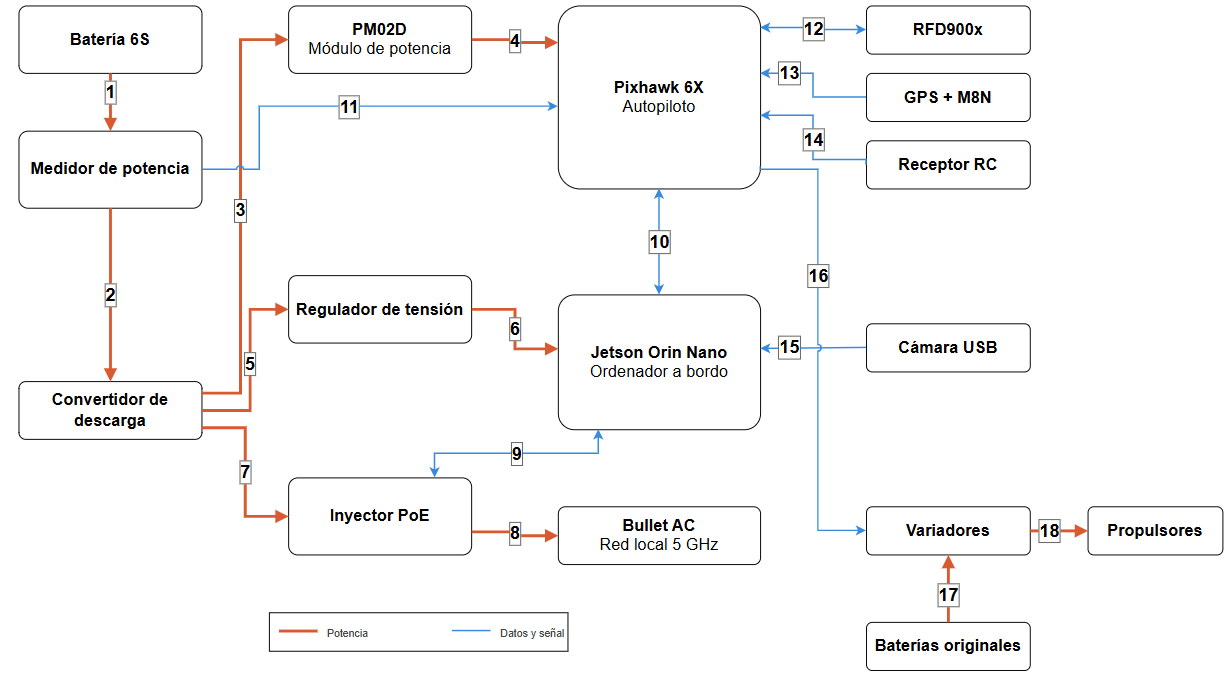 Batería 6S
PM02D
Módulo de potencia
4
Pixhawk 6X
Autopiloto
12
RFD900x
1
13
GPS + M8N
11
14
Receptor RC
Medidor de potencia
3
10
16
2
Regulador de tensión
6
Jetson Orin Nano
Ordenador a bordo
15
Cámara USB
5
Convertidor de
descarga
9
7
Inyector PoE
8
Bullet AC
Red local 5 GHz
Variadores
18
Propulsores
17
Baterías originales
Potencia
Datos y señal